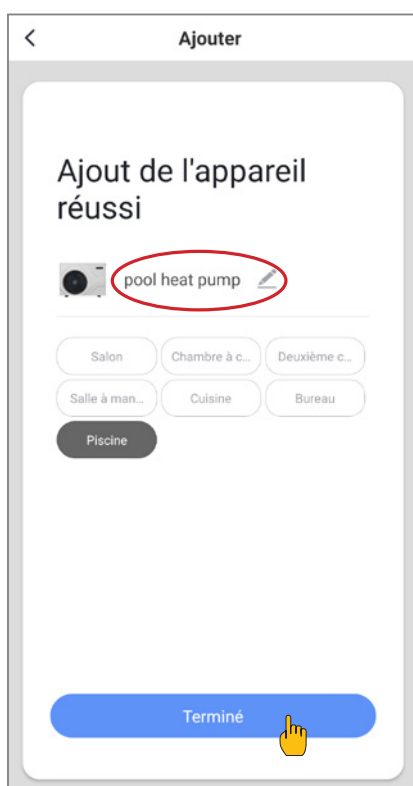 Ajouter
Ajout de l'appareil
réussi
pool heat pump
Salon Chambre à c... Deuxième c...
Salle à man... Cuisine Bureau
Piscine
Terminé